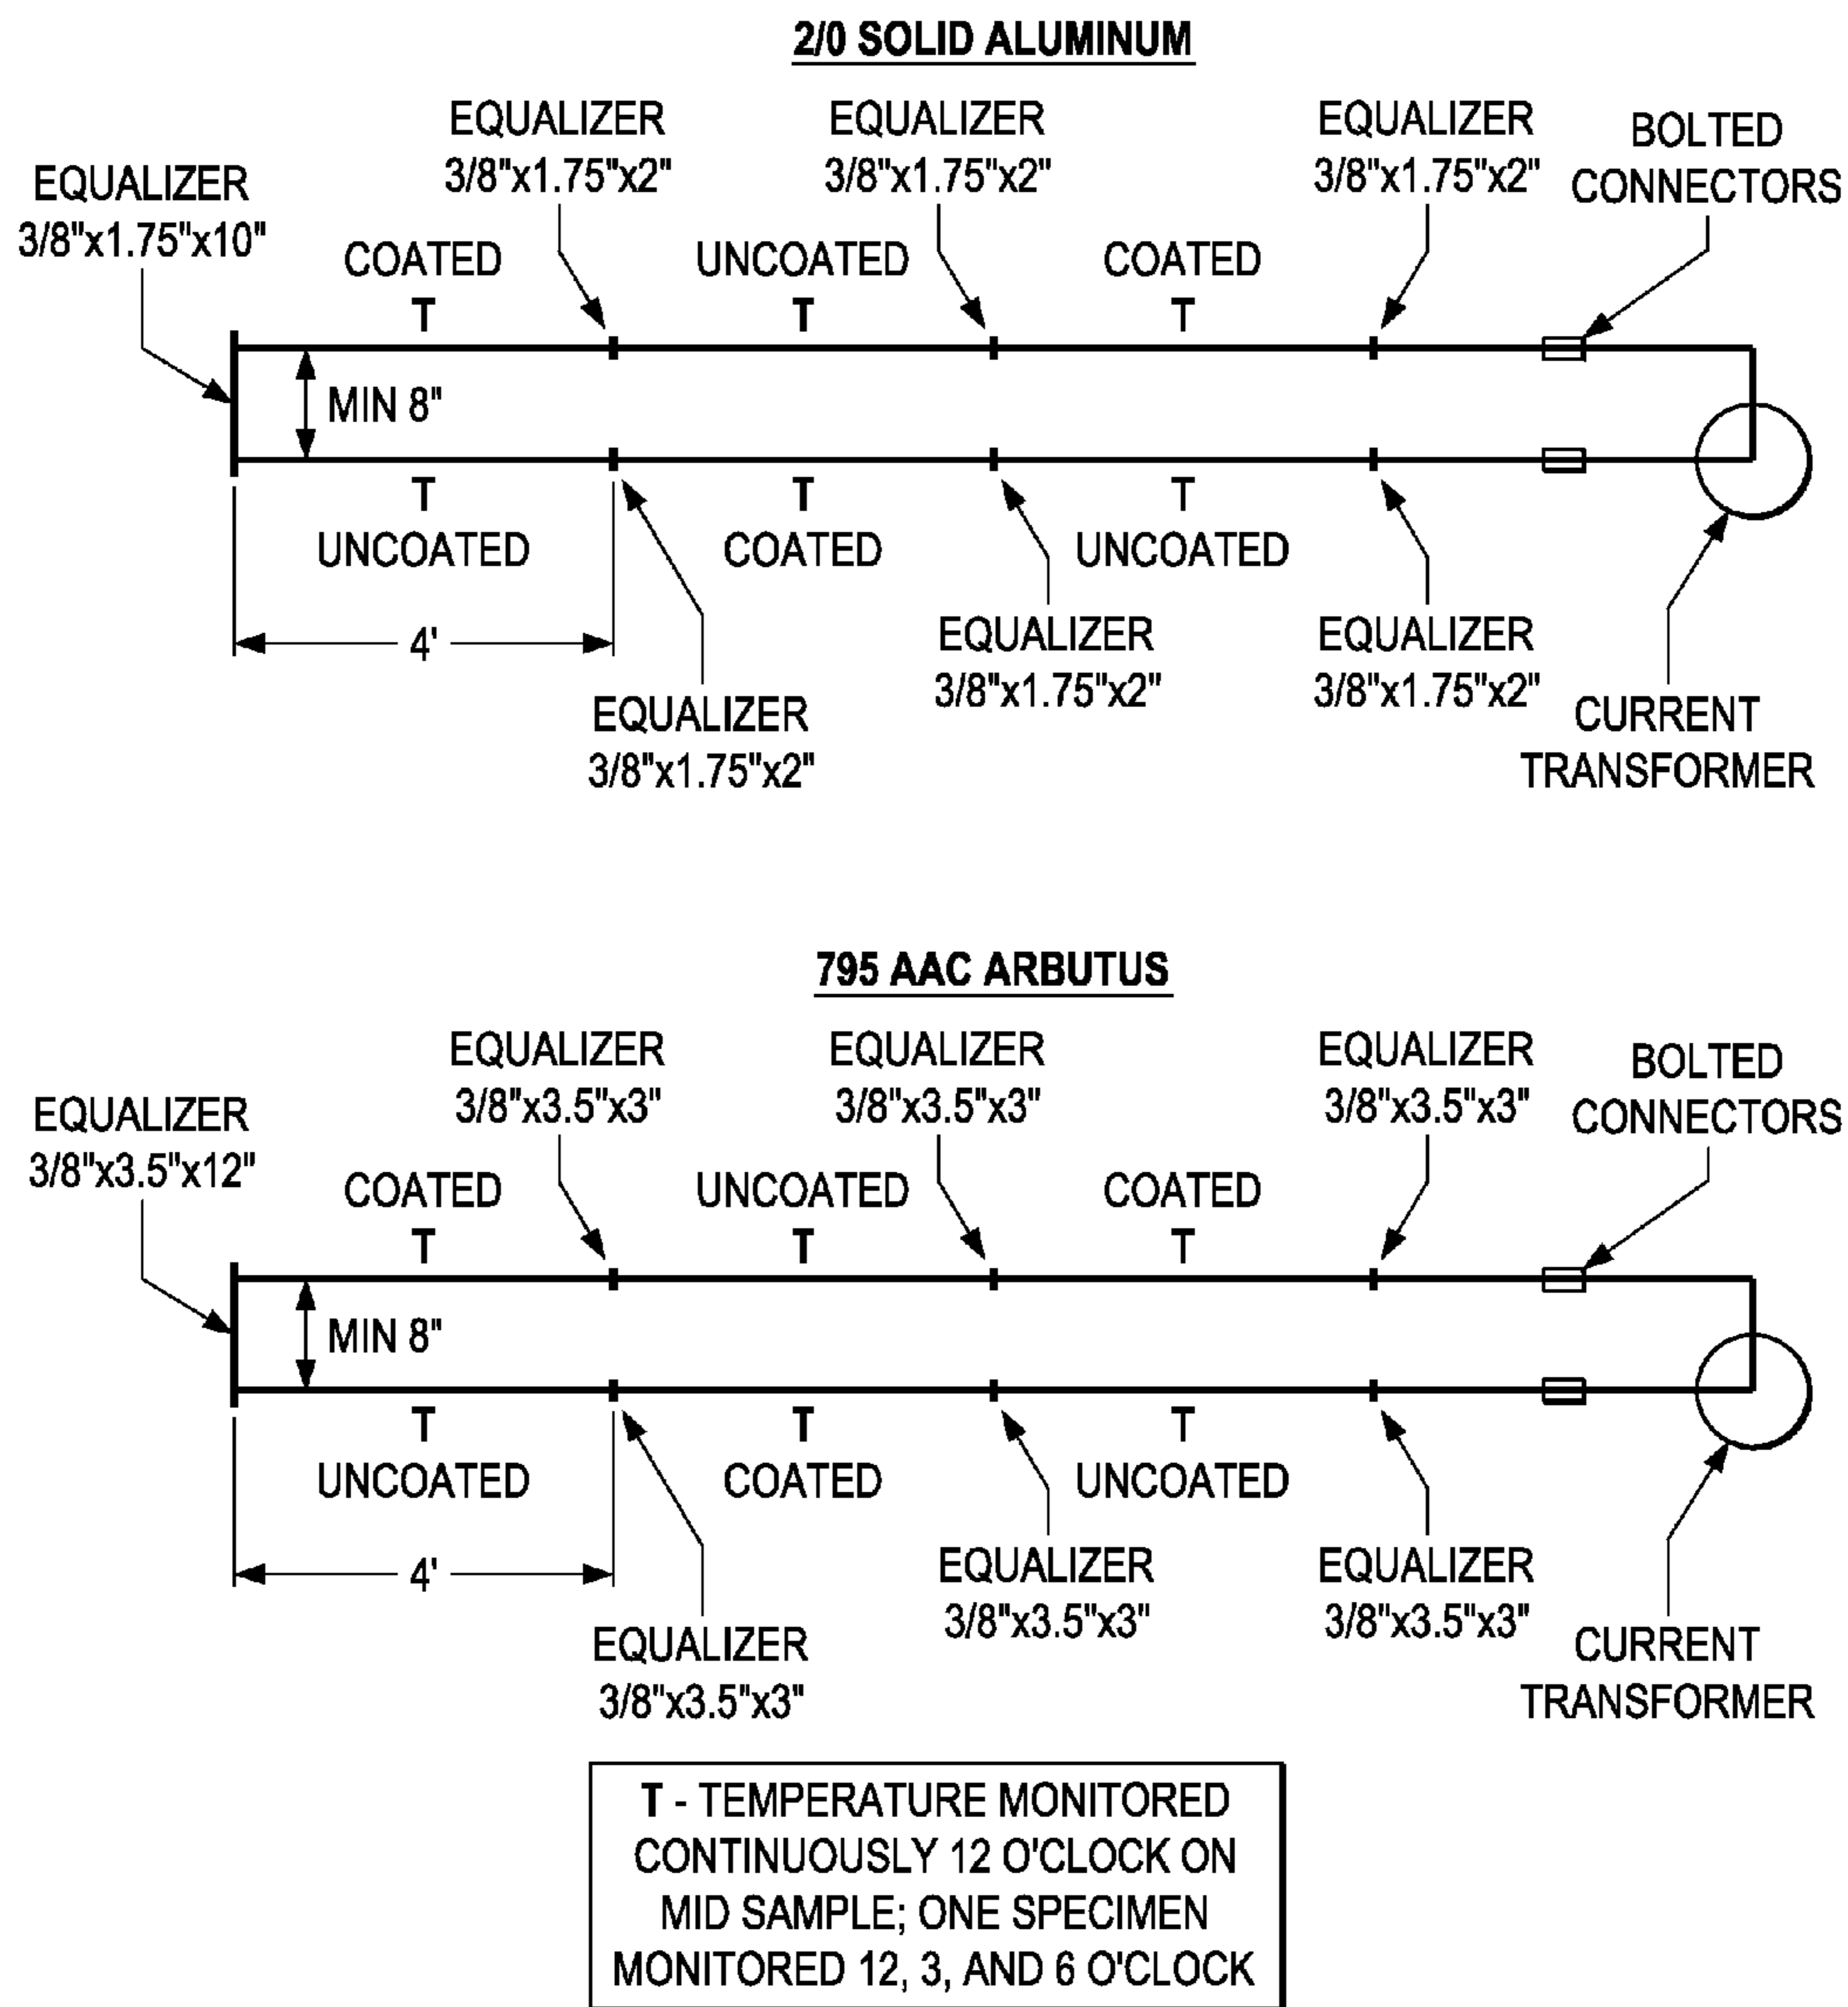 2/0 SOLID ALUMINUM
EQUALIZER
3/8"x1.75"x10"
EQUALIZER
3/8"x1.75"x2"
EQUALIZER
3/8"x1.75"x2"
EQUALIZER
3/8"x1.75"x2"
BOLTED
CONNECTORS
COATED
T
UNCOATED
T
COATED
T
MIN 8"
T
UNCOATED
T
COATED
T
UNCOATED
4'
EQUALIZER
3/8"x1.75"x2"
EQUALIZER
3/8"x1.75"x2"
EQUALIZER
3/8"x1.75"x2"
CURRENT
TRANSFORMER
795 AAC ARBUTUS
EQUALIZER
3/8"x3.5"x12"
EQUALIZER
3/8"x3.5"x3"
EQUALIZER
3/8"x3.5"x3"
EQUALIZER
3/8"x3.5"x3"
BOLTED
CONNECTORS
COATED
T
UNCOATED
T
COATED
T
MIN 8"
T
UNCOATED
T
COATED
T
UNCOATED
4'
EQUALIZER
3/8"x3.5"x3"
EQUALIZER
3/8"x3.5"x3"
EQUALIZER
3/8"x3.5"x3"
CURRENT
TRANSFORMER
T - TEMPERATURE MONITORED
CONTINUOUSLY 12 O'CLOCK ON
MID SAMPLE; ONE SPECIMEN
MONITORED 12, 3, AND 6 O'CLOCK